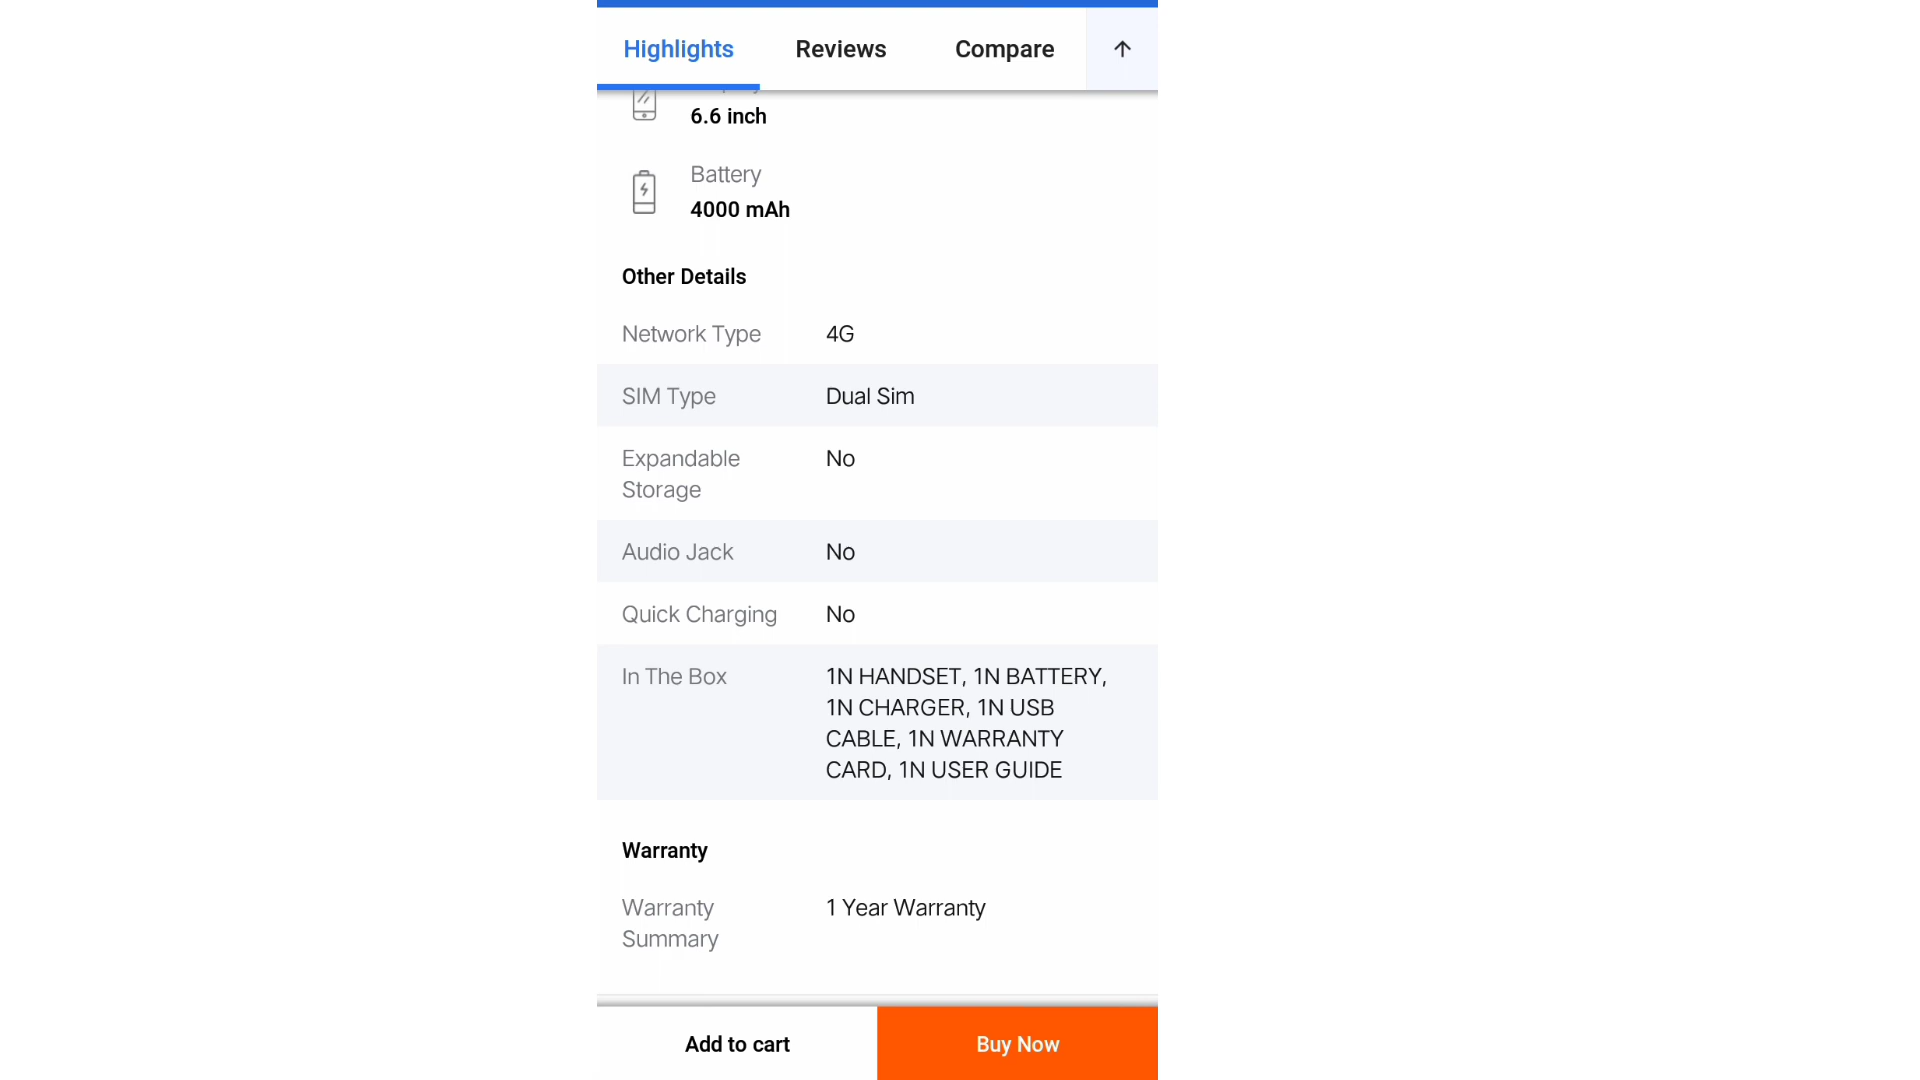 Highlights
Reviews
Compare
6.6 inch
Battery
4000 mAh
Other Details
Network Type
4G
SIM Type
Dual Sim
Expandable
Storage
No
Audio Jack
No
Quick Charging
No
In The Box
1N HANDSET, 1N BATTERY,
1N CHARGER, 1N USB
CABLE, 1N WARRANTY
CARD, 1N USER GUIDE
Warranty
Warranty
Summary
1 Year Warranty
Add to cart
Buy Now